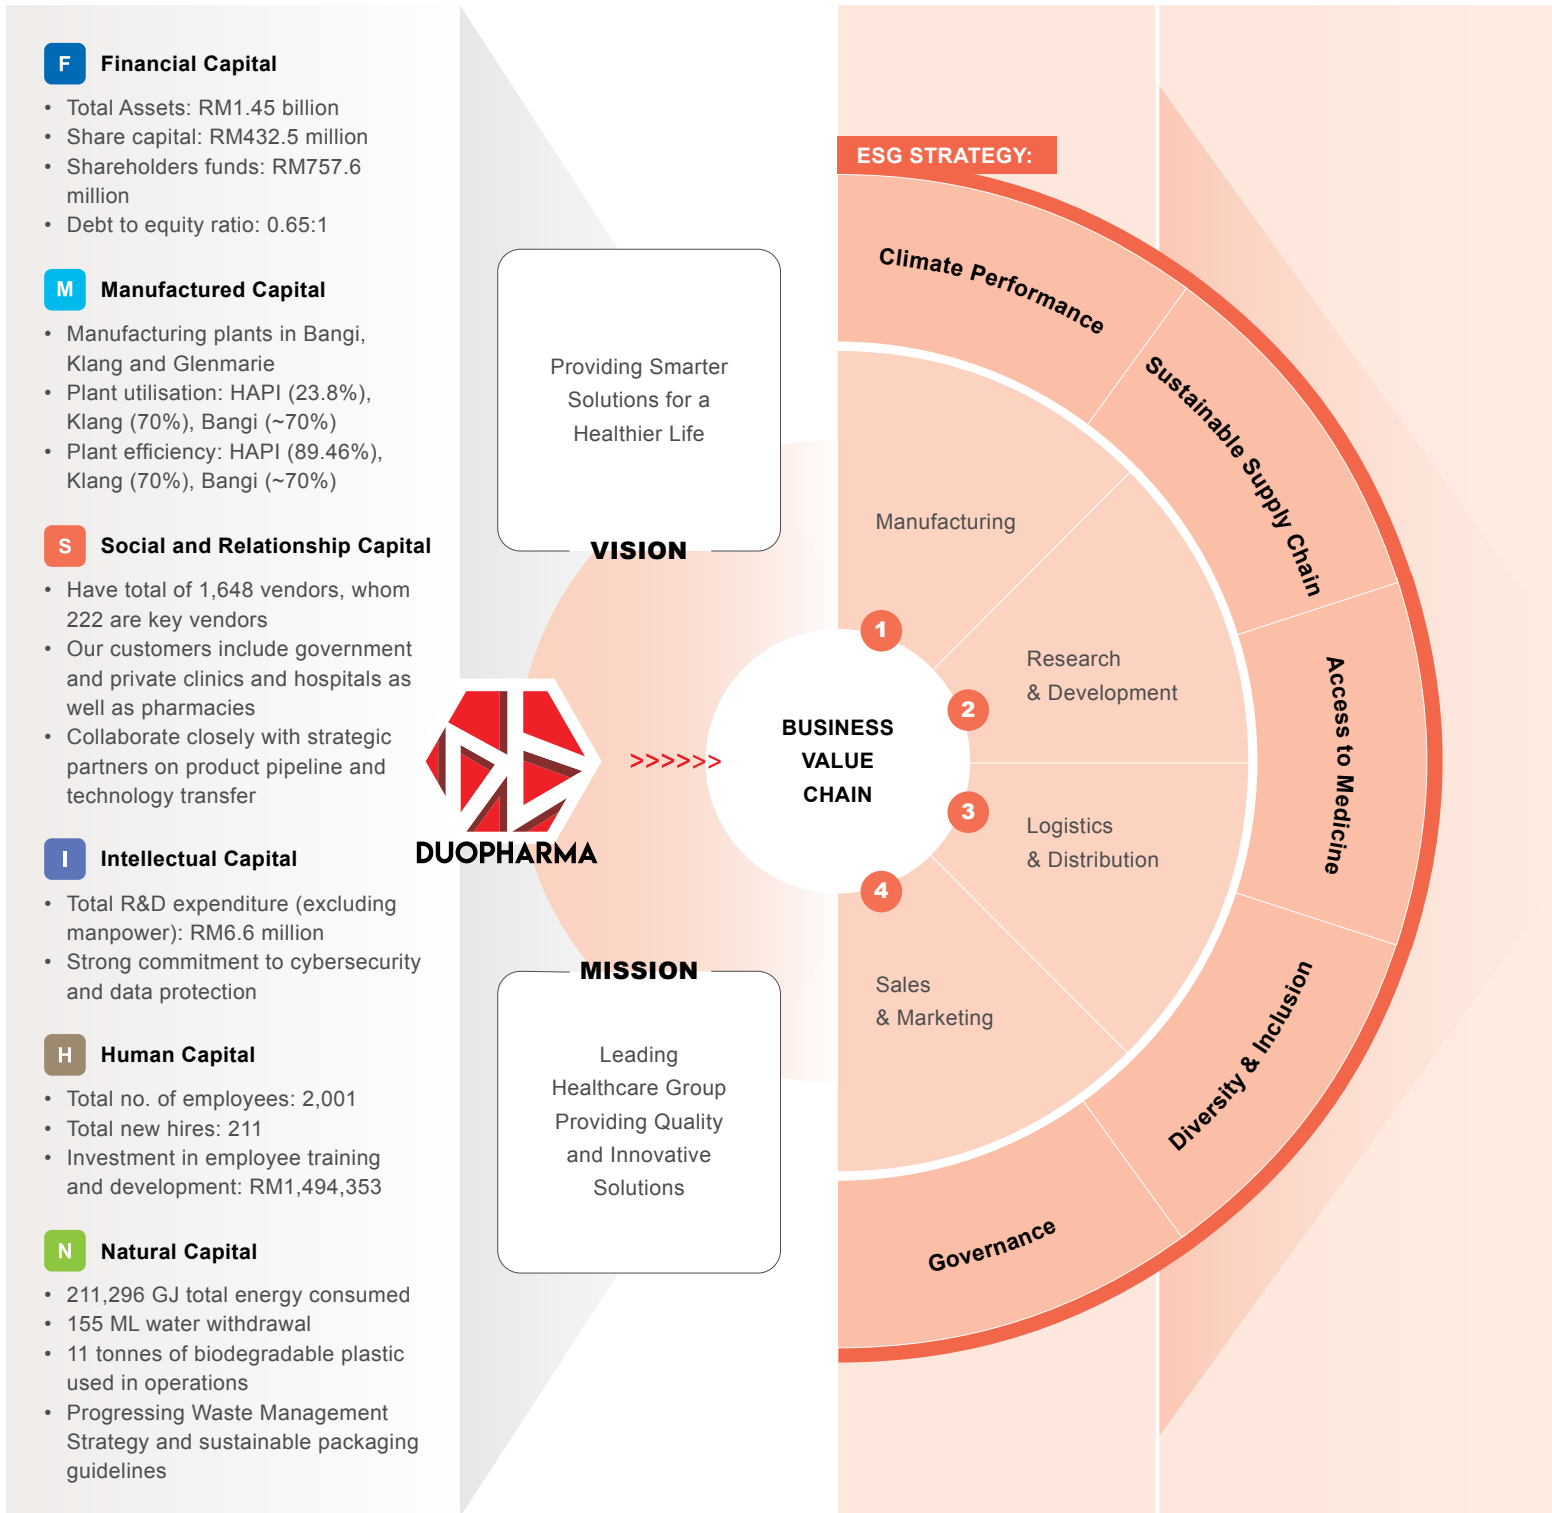 F Financial Capital
• Total Assets: RM1.45 billion
• Share capital: RM432.5 million
• Shareholders funds: RM757.6
million
• Debt to equity ratio: 0.65:1
M Manufactured Capital
• Manufacturing plants in Bangi,
Klang and Glenmarie
• Plant utilisation: HAPI (23.8%),
Klang (70%), Bangi (~70%)
• Plant efficiency: HAPI (89.46%),
Klang (70%), Bangi (~70%)
S Social and Relationship Capital
• Have total of 1,648 vendors, whom
222 are key vendors
• Our customers include government
and private clinics and hospitals as
well as pharmacies
• Collaborate closely with strategic
partners on product pipeline and
technology transfer
I Intellectual Capital
• Total R&D expenditure (excluding
manpower): RM6.6 million
• Strong commitment to cybersecurity
and data protection
H Human Capital
• Total no. of employees: 2,001
• Total new hires: 211
• Investment in employee training
and development: RM1,494,353
N Natural Capital
• 211,296 GJ total energy consumed
• 155 ML water withdrawal
• 11 tonnes of biodegradable plastic
used in operations
• Progressing Waste Management
Strategy and sustainable packaging
guidelines
Providing Smarter
Solutions for a
Healthier Life
VISION
DUOPHARMA
>>>>>>
MISSION
Leading
Healthcare Group
Providing Quality
and Innovative
Solutions
BUSINESS
VALUE
CHAIN
1
Manufacturing
2
Research
& Development
3
Logistics
& Distribution
4
Sales
& Marketing
ESG STRATEGY:
Climate Performance
Sustainable Supply Chain
Access to Medicine
Diversity & Inclusion
Governance